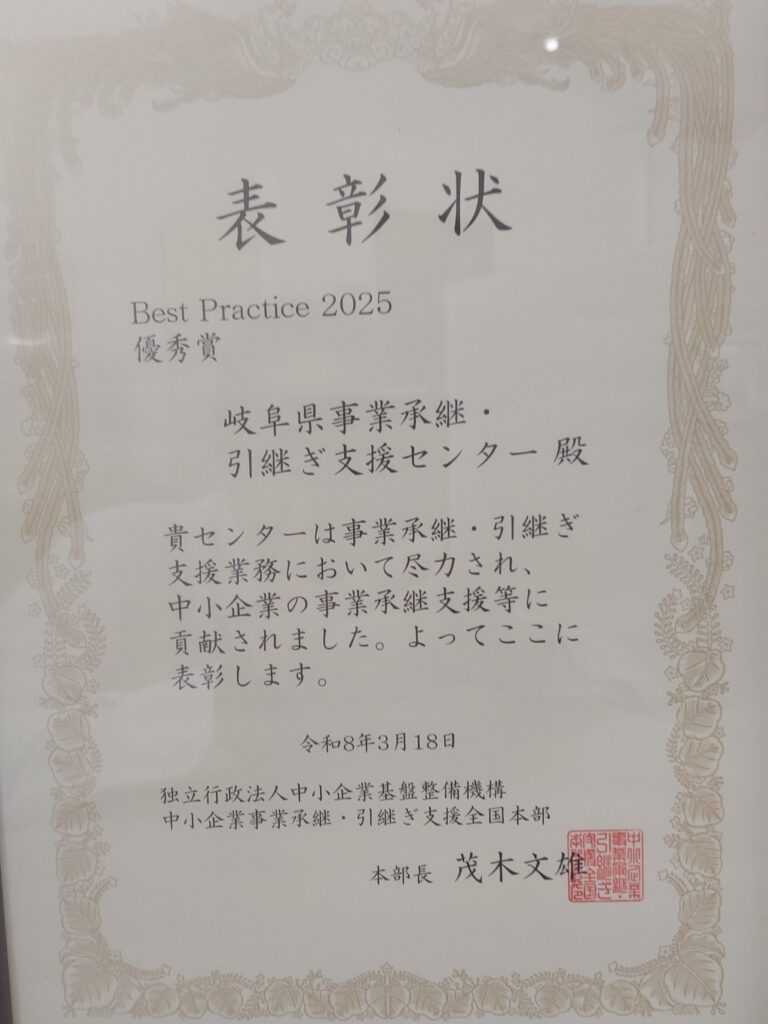 表彰状
Best Practice 2025
優秀賞
岐阜県事業承継・
引継ぎ支援センター 殿
貴センターは事業承継・引継ぎ
支援業務において尽力され、
中小企業の事業承継支援等に
貢献されました。よってここに
表彰します。
令和8年3月18日
独立行政法人中小企業基盤整備機構
中小企業事業承継・引継ぎ支援全国本部
本部長 茂木文雄